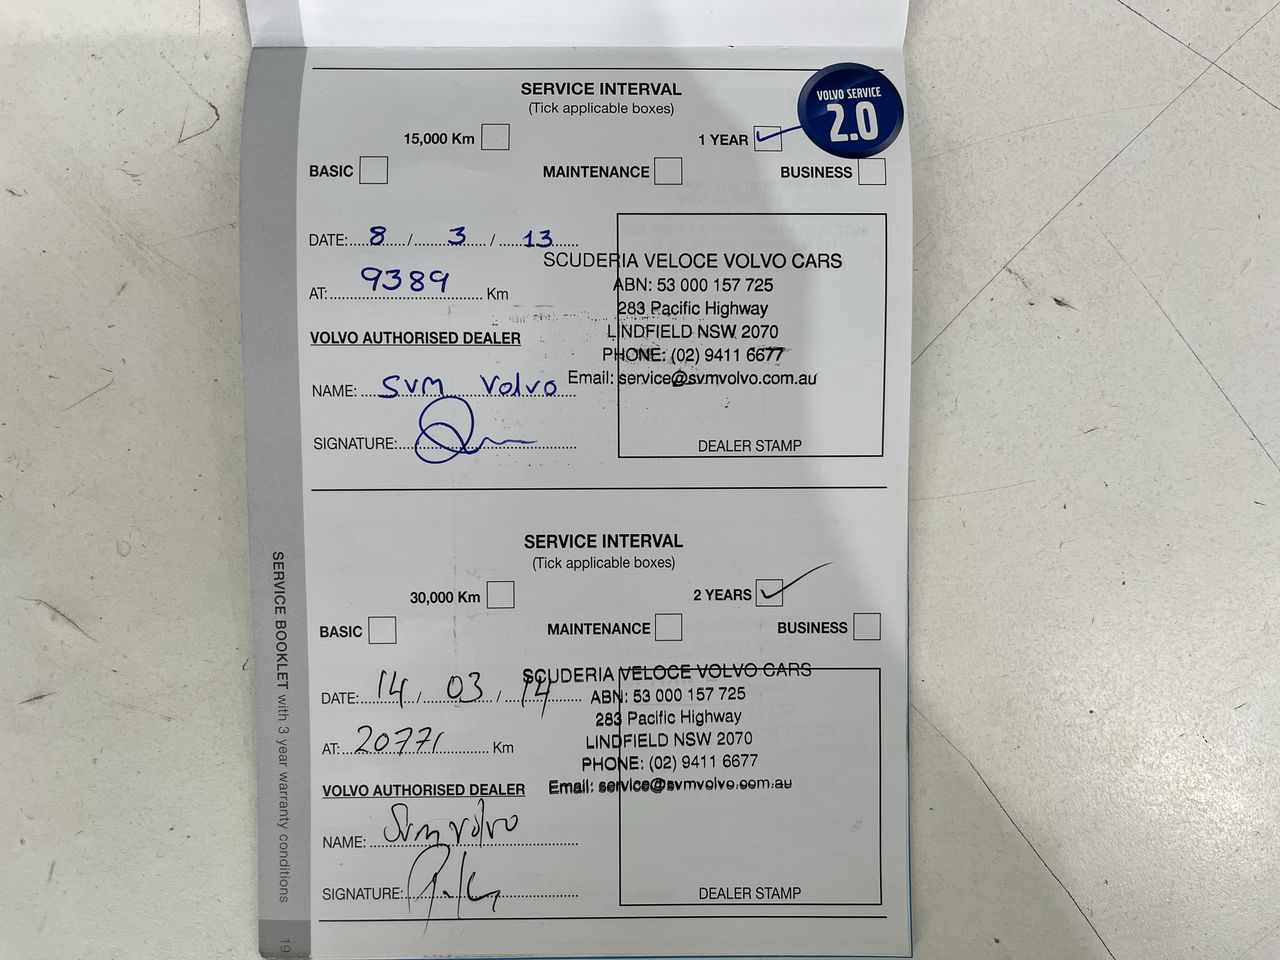 SERVICE INTERVAL
(Tick applicable boxes)
VOLVO SERVICE
2.0
15,000 Km
1 YEAR
BASIC MAINTENANCE BUSINESS
DATE: 8 / 3 / 13
AT: 9389 Km
VOLVO AUTHORISED DEALER
NAME: SVM Volvo
SIGNATURE:
SCUDERIA VELOCE VOLVO CARS
ABN: 53 000 157 725
283 Pacific Highway
LINDFIELD NSW 2070
PHONE: (02) 9411 6677
Email: service@svmvolvo.com.au
DEALER STAMP
SERVICE INTERVAL
(Tick applicable boxes)
30,000 Km
2 YEARS
BASIC MAINTENANCE BUSINESS
DATE: 14 / 03 / 14
AT: 20771 Km
VOLVO AUTHORISED DEALER
NAME: Svm volvo
SIGNATURE:
SCUDERIA VELOCE VOLVO CARS
ABN: 53 000 157 725
283 Pacific Highway
LINDFIELD NSW 2070
PHONE: (02) 9411 6677
Email: service@svmvolvo.com.au
DEALER STAMP
SERVICE BOOKLET with 3 year warranty conditions
19